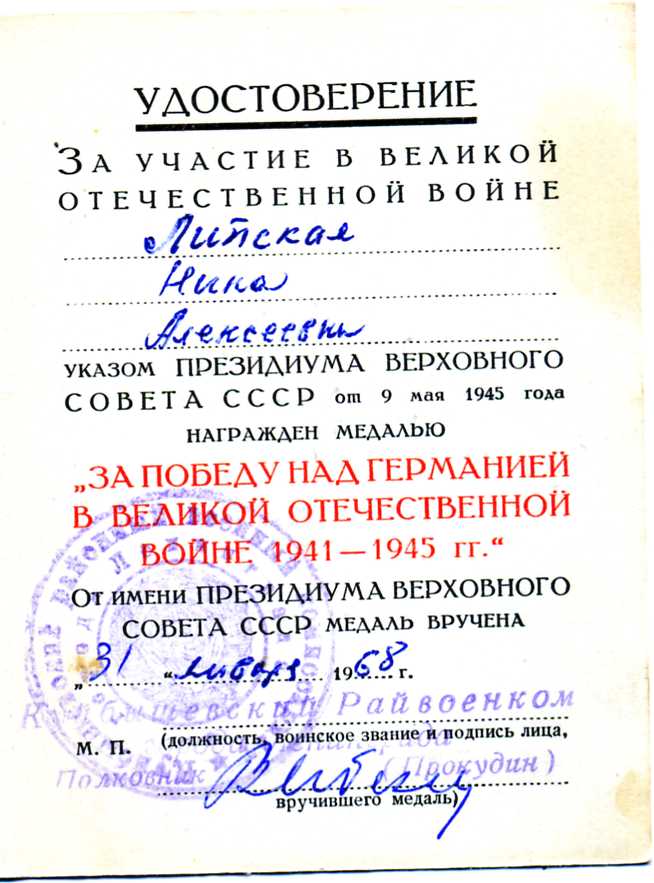 УДОСТОВЕРЕНИЕ
ЗА УЧАСТИЕ В ВЕЛИКОЙ
ОТЕЧЕСТВЕННОЙ ВОЙНЕ
Липская
Нина
Алексеевна
УКАЗОМ ПРЕЗИДИУМА ВЕРХОВНОГО
СОВЕТА СССР от 9 мая 1945 года
НАГРАЖДЕН МЕДАЛЬЮ
„ЗА ПОБЕДУ НАД ГЕРМАНИЕЙ
В ВЕЛИКОЙ ОТЕЧЕСТВЕННОЙ
ВОЙНЕ 1941—1945 гг.“
ОТ ИМЕНИ ПРЕЗИДИУМА ВЕРХОВНОГО
СОВЕТА СССР МЕДАЛЬ ВРУЧЕНА
„31“ января 1968 г.
Райвоенком
М. П. (должность, воинское звание и подпись лица,
Полковник (Прокудин)
вручившего медаль)